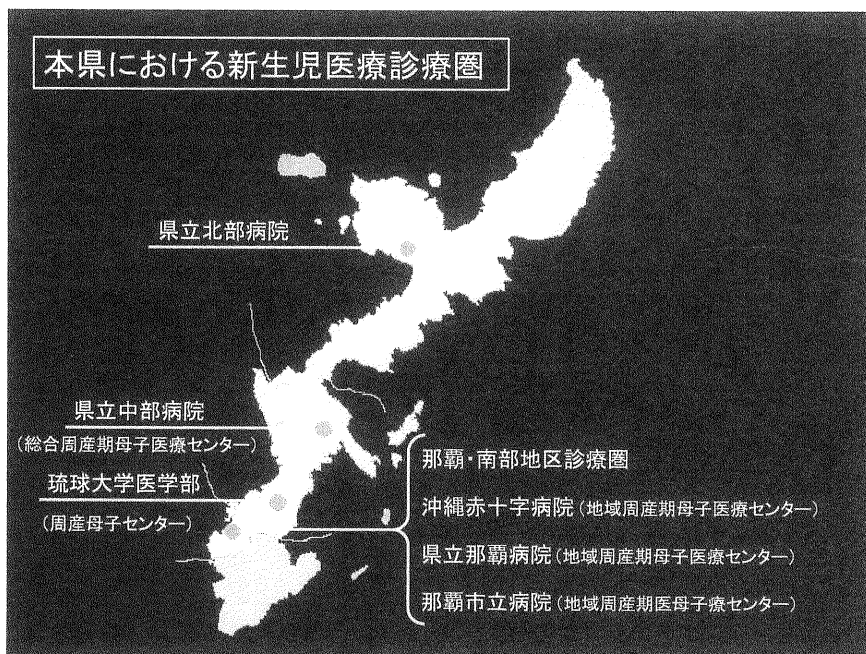 本県における新生児医療診療圏
県立北部病院
県立中部病院
(総合周産期母子医療センター)
琉球大学医学部
(周産母子センター)
那覇・南部地区診療圏
沖縄赤十字病院(地域周産期母子医療センター)
県立那覇病院(地域周産期母子医療センター)
那覇市立病院(地域周産期医母子療センター)